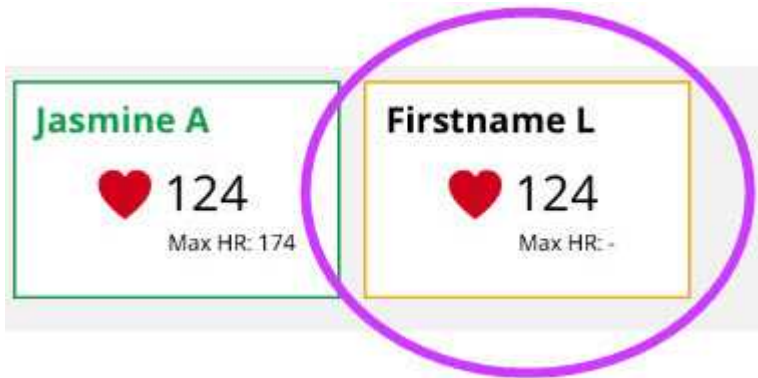 Jasmine A
124
Max HR: 174
Firstname L
124
Max HR: -